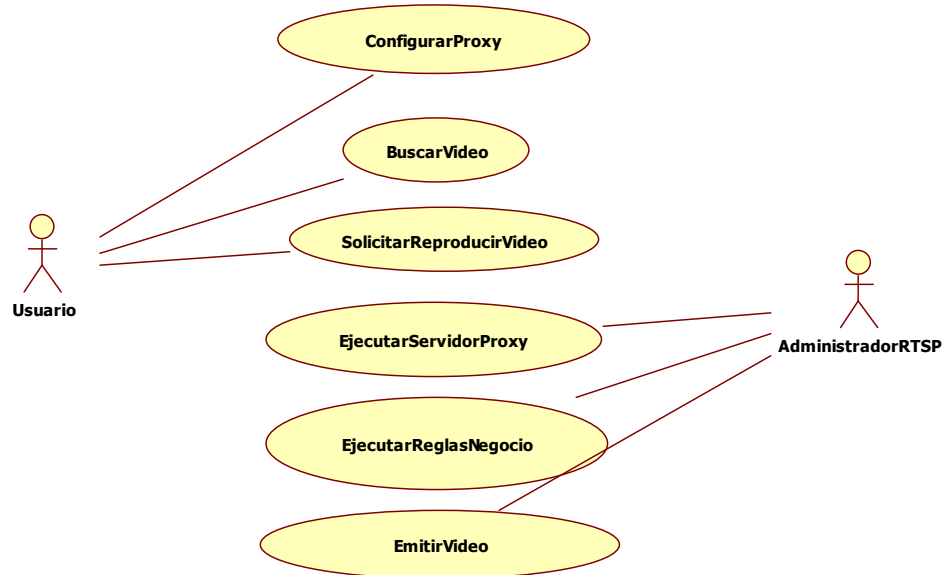 ConfigurarProxy
BuscarVideo
SolicitarReproducirVideo
Usuario
EjecutarServidorProxy
AdministradorRTSP
EjecutarReglasNegocio
EmitirVideo